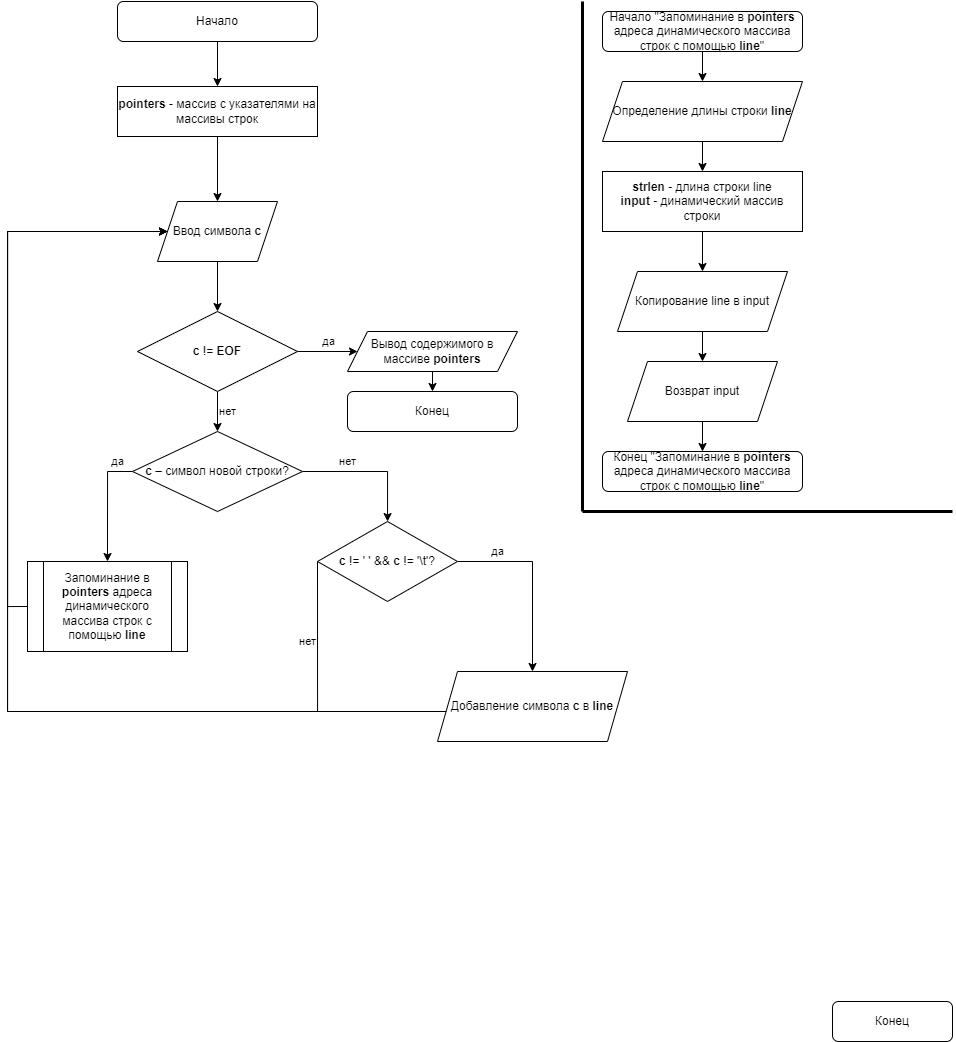 Начало
pointers - массив с указателями на
массивы строк
Ввод символа c
c != EOF
да
Вывод содержимого в
массиве pointers
Конец
нет
c – символ новой строки?
да
нет
Запоминание в
pointers адреса
динамического
массива строк с
помощью line
c != ' ' && c != '\t'?
да
нет
Добавление символа c в line
Начало "Запоминание в pointers
адреса динамического массива
строк с помощью line"
Определение длины строки line
strlen - длина строки line
input - динамический массив
строки
Копирование line в input
Возврат input
Конец "Запоминание в pointers
адреса динамического массива
строк с помощью line"
Конец